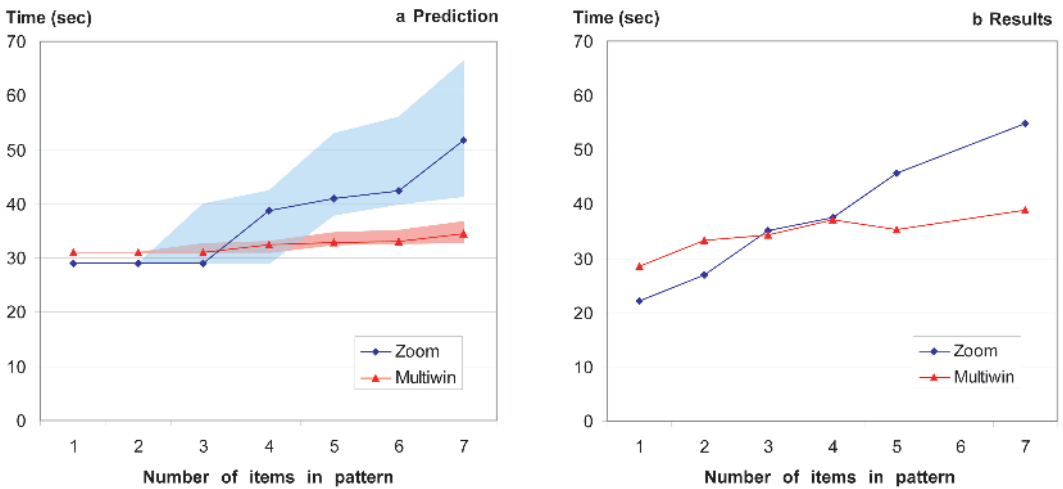 Time (sec)
a Prediction
70
60
50
40
30
20
10
0
Zoom
Multiwin
1 2 3 4 5 6 7
Number of items in pattern
Time (sec)
b Results
70
60
50
40
30
20
10
0
Zoom
Multiwin
1 2 3 4 5 6 7
Number of items in pattern